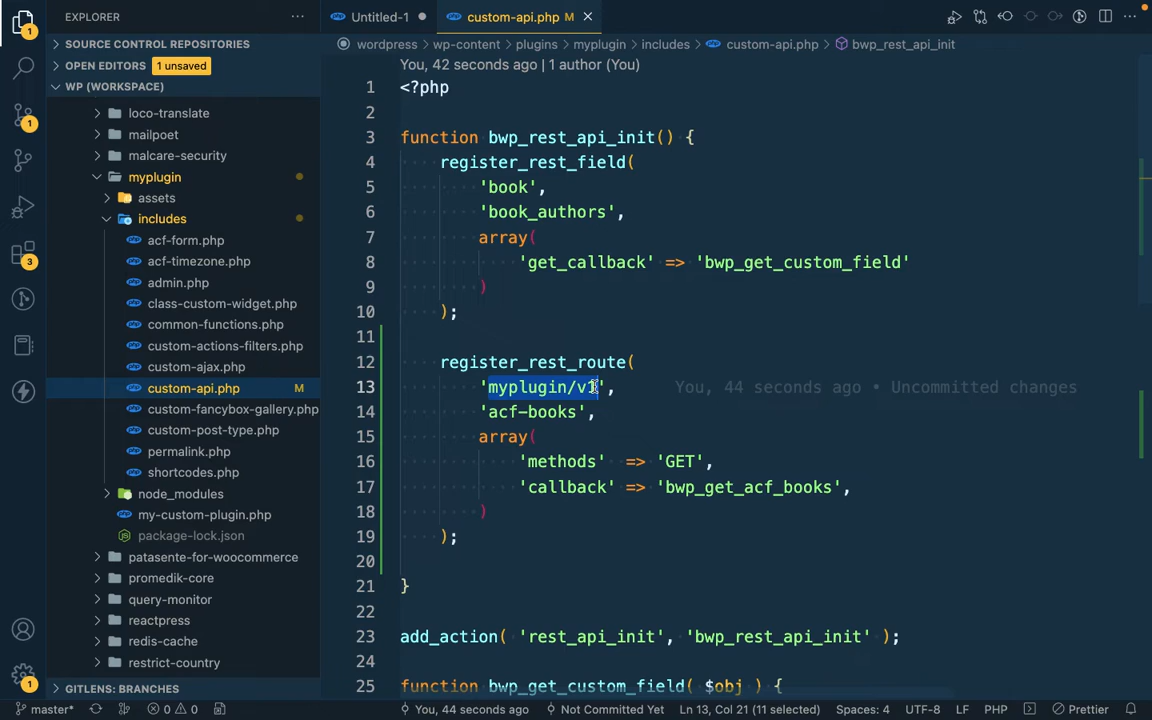 EXPLORER
Untitled-1
custom-api.php M
1
SOURCE CONTROL REPOSITORIES
OPEN EDITORS 1 unsaved
WP (WORKSPACE)
wordpress > wp-content > plugins > myplugin > includes > custom-api.php > bwp_rest_api_init
loco-translate
mailpoet
malcare-security
myplugin
assets
includes
acf-form.php
acf-timezone.php
admin.php
class-custom-widget.php
common-functions.php
custom-actions-filters.php
custom-ajax.php
custom-api.php M
custom-fancybox-gallery.php
custom-post-type.php
permalink.php
shortcodes.php
node_modules
my-custom-plugin.php
package-lock.json
patasente-for-woocommerce
promedik-core
query-monitor
reactpress
redis-cache
restrict-country
GITLENS: BRANCHES
1
3
1
You, 42 seconds ago | 1 author (You)
1 <?php
2
3 function bwp_rest_api_init() {
4 register_rest_field(
5 'book',
6 'book_authors',
7 array(
8 'get_callback' => 'bwp_get_custom_field'
9 )
10 );
11
12 register_rest_route(
13 'myplugin/v1', You, 44 seconds ago • Uncommitted changes
14 'acf-books',
15 array(
16 'methods' => 'GET',
17 'callback' => 'bwp_get_acf_books',
18 )
19 );
20
21 }
22
23 add_action( 'rest_api_init', 'bwp_rest_api_init' );
24
25 function bwp_get_custom_field( $obj ) {
master* 0 0 You, 44 seconds ago Not Committed Yet Ln 13, Col 21 (11 selected) Spaces: 4 UTF-8 LF PHP Prettier